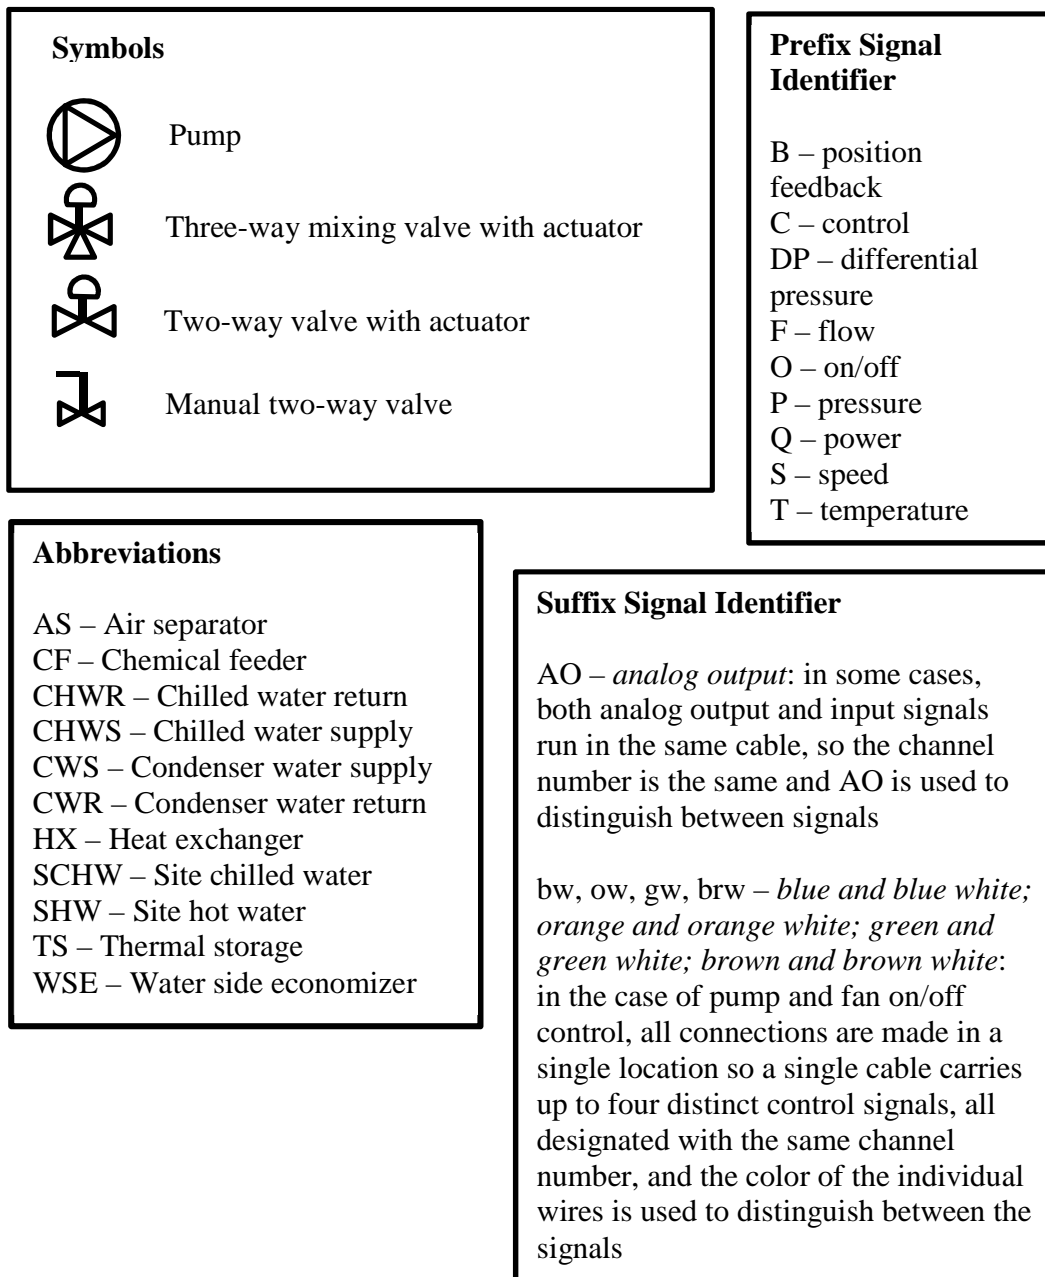 Symbols
Pump
Three-way mixing valve with actuator
Two-way valve with actuator
Manual two-way valve
Prefix Signal
Identifier
B – position
feedback
C – control
DP – differential
pressure
F – flow
O – on/off
P – pressure
Q – power
S – speed
T – temperature
Abbreviations
AS – Air separator
CF – Chemical feeder
CHWR – Chilled water return
CHWS – Chilled water supply
CWS – Condenser water supply
CWR – Condenser water return
HX – Heat exchanger
SCHW – Site chilled water
SHW – Site hot water
TS – Thermal storage
WSE – Water side economizer
Suffix Signal Identifier
AO – analog output: in some cases,
both analog output and input signals
run in the same cable, so the channel
number is the same and AO is used to
distinguish between signals
bw, ow, gw, brw – blue and blue white;
orange and orange white; green and
green white; brown and brown white:
in the case of pump and fan on/off
control, all connections are made in a
single location so a single cable carries
up to four distinct control signals, all
designated with the same channel
number, and the color of the individual
wires is used to distinguish between the
signals